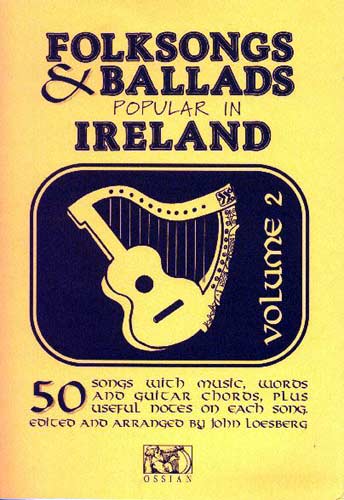 FOLKSONGS
& BALLADS
POPULAR IN
IRELAND
VOLUME 2
50 SONGS WITH MUSIC, WORDS
AND GUITAR CHORDS, PLUS
USEFUL NOTES ON EACH SONG.
EDITED AND ARRANGED BY JOHN LOESBERG
OSSIAN